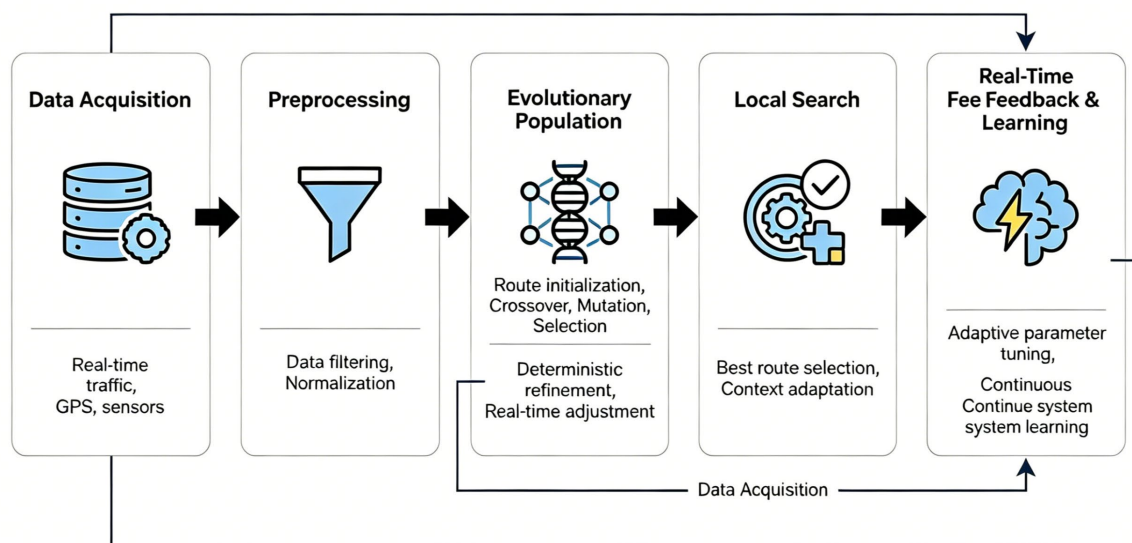 Data Acquisition
Real-time
traffic,
GPS, sensors
Preprocessing
Data filtering,
Normalization
Evolutionary
Population
Route initialization,
Crossover, Mutation,
Selection
Deterministic
refinement,
Real-time adjustment
Local Search
Best route selection,
Context adaptation
Real-Time
Fee Feedback &
Learning
Adaptive parameter
tuning,
Continuous
Continue system
system learning
Data Acquisition